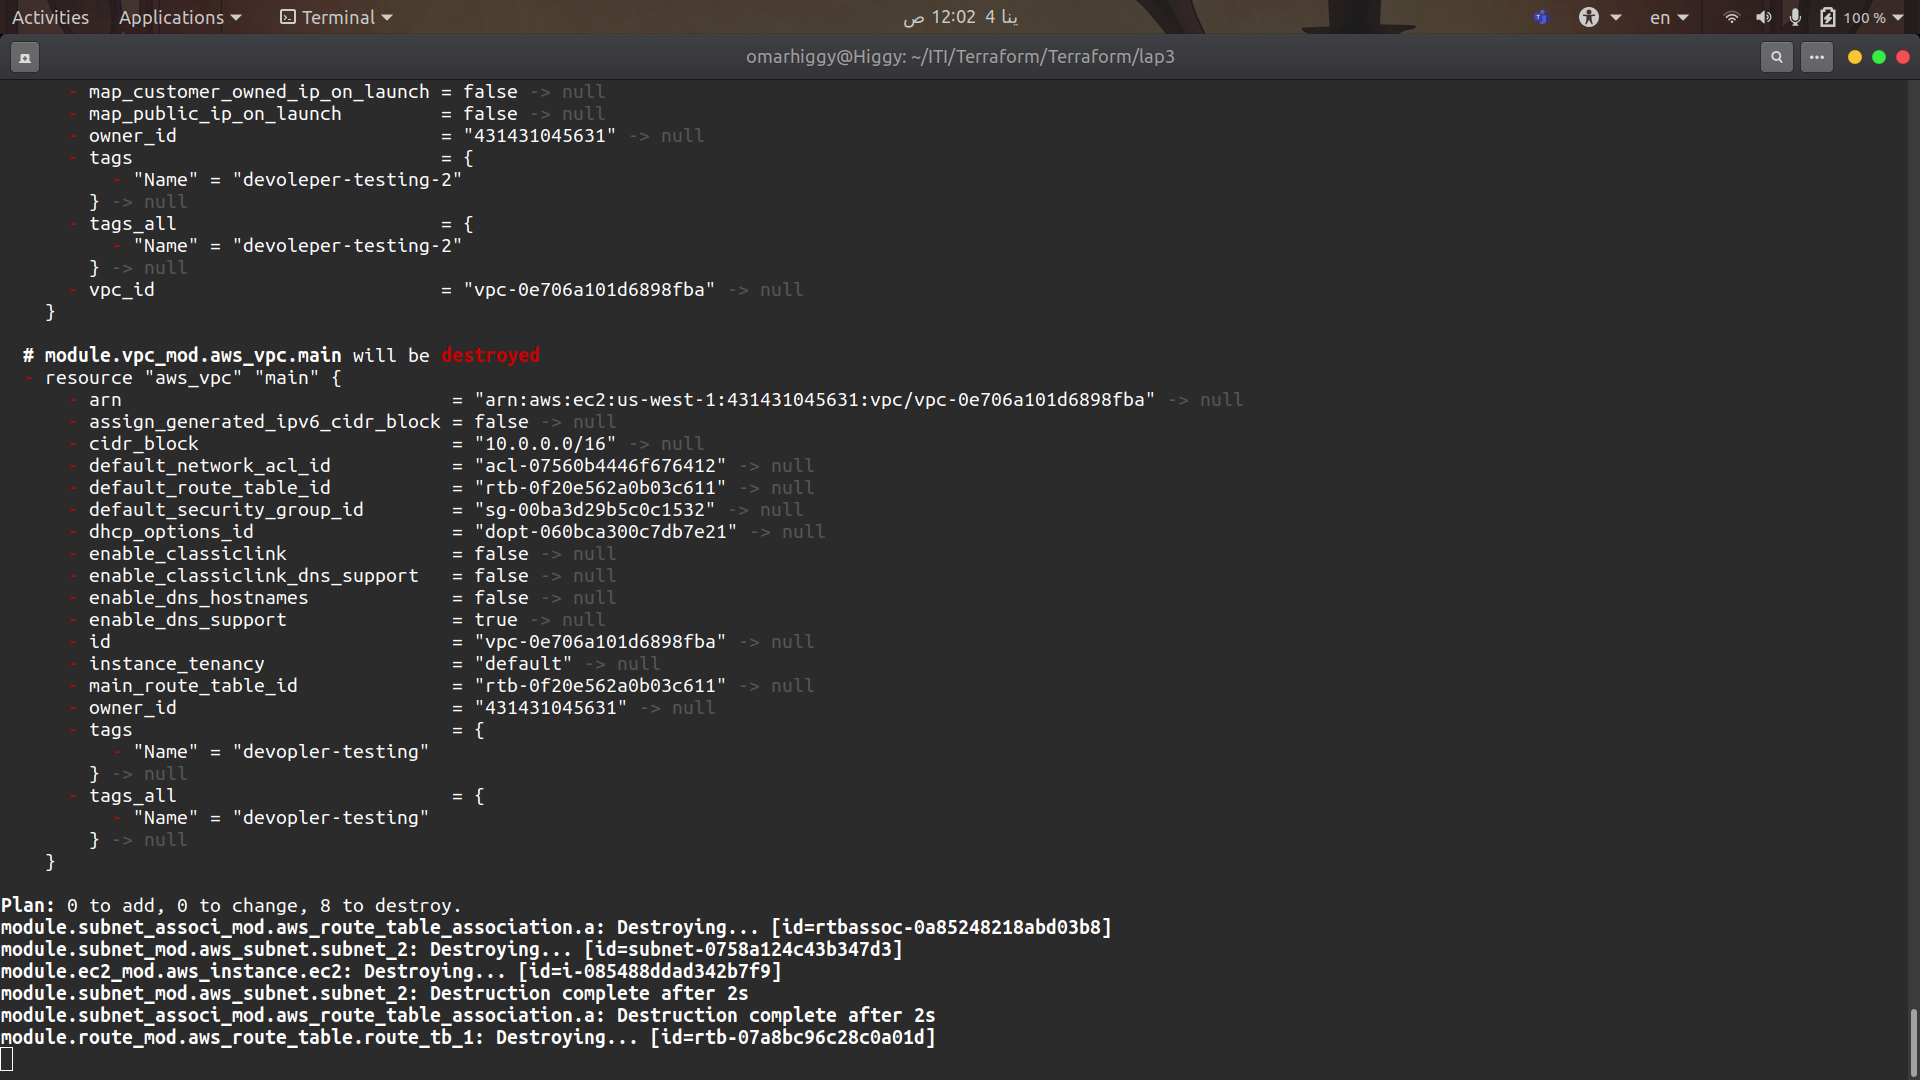 Activities Applications Terminal ينا 4 12:02 ص en 100 %
omarhiggy@Higgy: ~/ITI/Terraform/Terraform/lap3
- map_customer_owned_ip_on_launch = false -> null
- map_public_ip_on_launch = false -> null
- owner_id = "431431045631" -> null
- tags = {
- "Name" = "devoleper-testing-2"
} -> null
- tags_all = {
- "Name" = "devoleper-testing-2"
} -> null
- vpc_id = "vpc-0e706a101d6898fba" -> null
}
# module.vpc_mod.aws_vpc.main will be destroyed
- resource "aws_vpc" "main" {
- arn = "arn:aws:ec2:us-west-1:431431045631:vpc/vpc-0e706a101d6898fba" -> null
- assign_generated_ipv6_cidr_block = false -> null
- cidr_block = "10.0.0.0/16" -> null
- default_network_acl_id = "acl-07560b4446f676412" -> null
- default_route_table_id = "rtb-0f20e562a0b03c611" -> null
- default_security_group_id = "sg-00ba3d29b5c0c1532" -> null
- dhcp_options_id = "dopt-060bca300c7db7e21" -> null
- enable_classiclink = false -> null
- enable_classiclink_dns_support = false -> null
- enable_dns_hostnames = false -> null
- enable_dns_support = true -> null
- id = "vpc-0e706a101d6898fba" -> null
- instance_tenancy = "default" -> null
- main_route_table_id = "rtb-0f20e562a0b03c611" -> null
- owner_id = "431431045631" -> null
- tags = {
- "Name" = "devopler-testing"
} -> null
- tags_all = {
- "Name" = "devopler-testing"
} -> null
}
Plan: 0 to add, 0 to change, 8 to destroy.
module.subnet_associ_mod.aws_route_table_association.a: Destroying... [id=rtbassoc-0a85248218abd03b8]
module.subnet_mod.aws_subnet.subnet_2: Destroying... [id=subnet-0758a124c43b347d3]
module.ec2_mod.aws_instance.ec2: Destroying... [id=i-085488ddad342b7f9]
module.subnet_mod.aws_subnet.subnet_2: Destruction complete after 2s
module.subnet_associ_mod.aws_route_table_association.a: Destruction complete after 2s
module.route_mod.aws_route_table.route_tb_1: Destroying... [id=rtb-07a8bc96c28c0a01d]